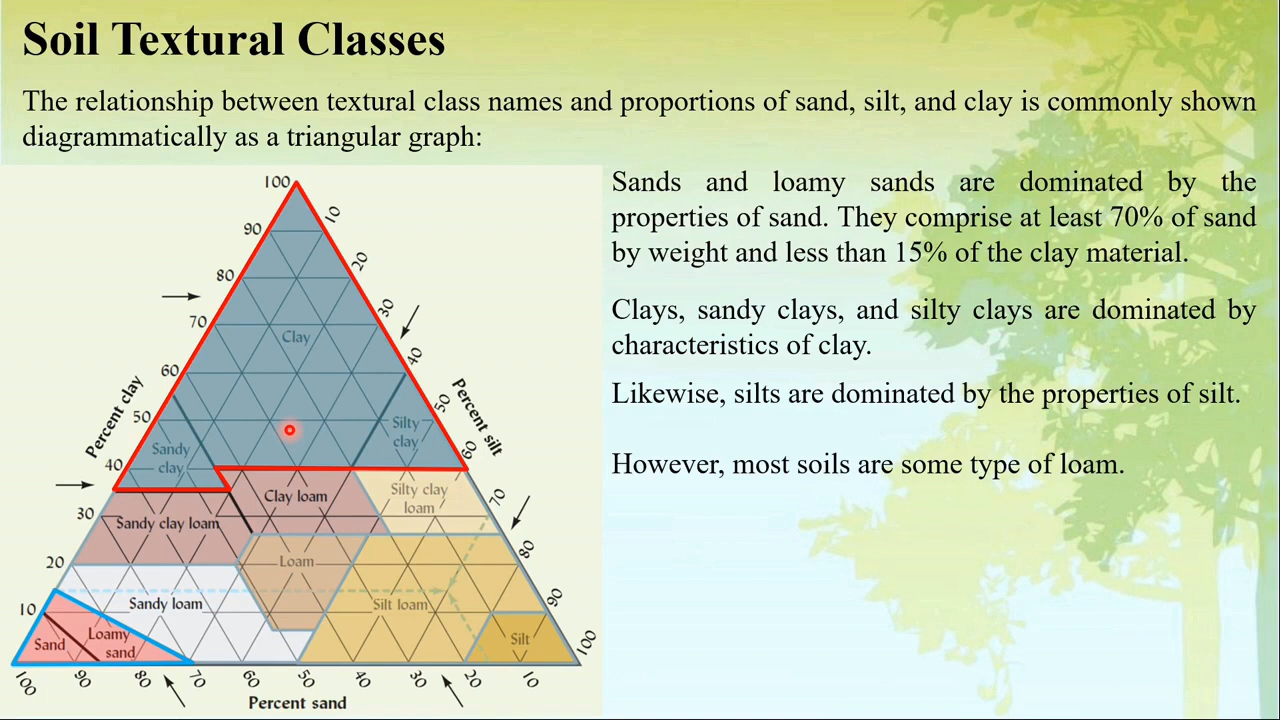 Soil Textural Classes
The relationship between textural class names and proportions of sand, silt, and clay is commonly shown
diagrammatically as a triangular graph:
Sands and loamy sands are dominated by the
properties of sand. They comprise at least 70% of sand
by weight and less than 15% of the clay material.
Clays, sandy clays, and silty clays are dominated by
characteristics of clay.
Likewise, silts are dominated by the properties of silt.
However, most soils are some type of loam.
100
90
80
70
60
50
40
30
20
10
Percent clay
10
20
30
40
50
60
70
80
90
100
Percent silt
Clay
Silty
clay
Sandy
clay
Clay loam
Silty clay
loam
Sandy clay loam
Loam
Sandy loam
Silt loam
Sand
Loamy
sand
Silt
100
90
80
70
60
50
40
30
20
10
Percent sand